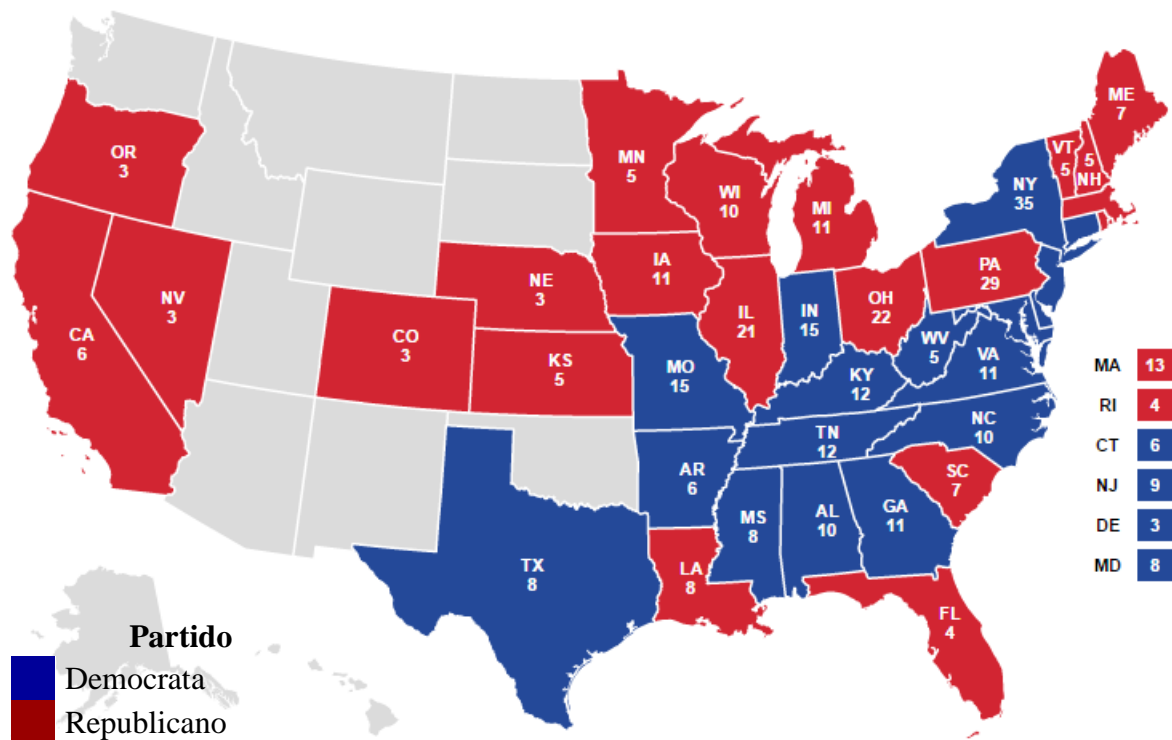 ME
7
OR
3
MN
5
VT
5
5
NH
WI
10
NY
35
MI
11
IA
11
PA
29
NE
3
NV
3
OH
22
IL
21
IN
15
CA
6
CO
3
WV
5
VA
11
KS
5
MO
15
KY
12
MA 13
RI 4
CT 6
NJ 9
DE 3
MD 8
NC
10
TN
12
AR
6
SC
7
MS
8
AL
10
GA
11
TX
8
LA
8
FL
4
Partido
Democrata
Republicano